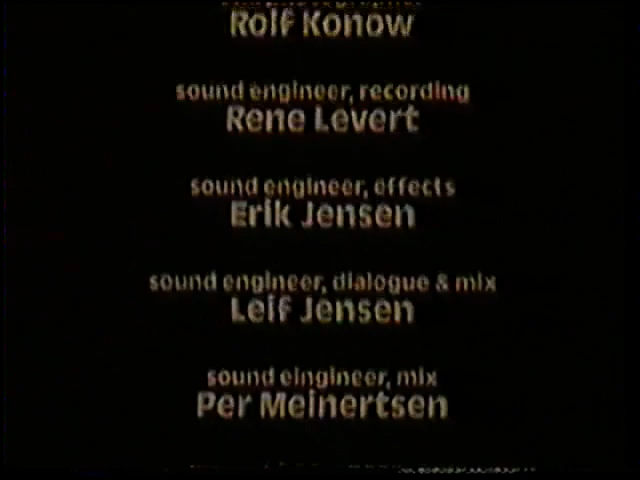 Rolf Konow
sound engineer, recording
Rene Levert
sound engineer, effects
Erik Jensen
sound engineer, dialogue & mix
Leif Jensen
sound eingineer, mix
Per Meinertsen